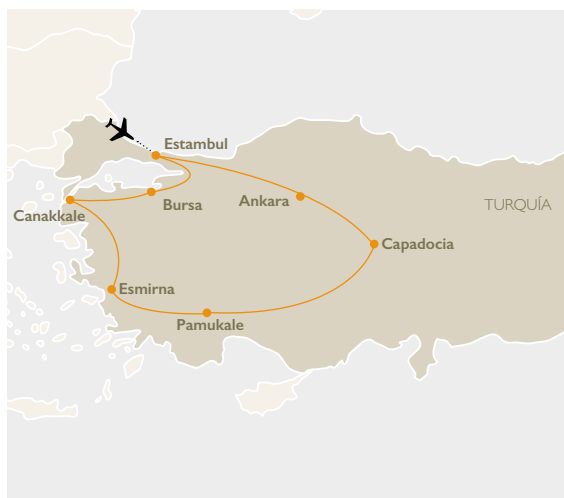 Estambul
Ankara
Bursa
TURQUÍA
Canakkale
Capadocia
Esmirna
Pamukale